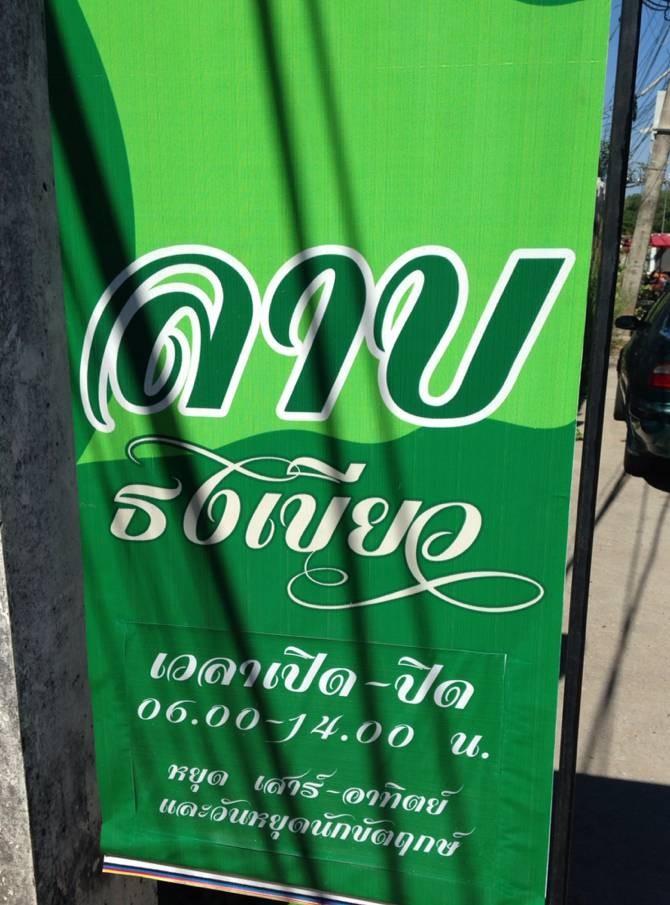 ลาบ
ธงเขียว
เวลาเปิด-ปิด
06.00-14.00 น.
หยุด เสาร์-อาทิตย์
และวันหยุดนักขัตฤกษ์